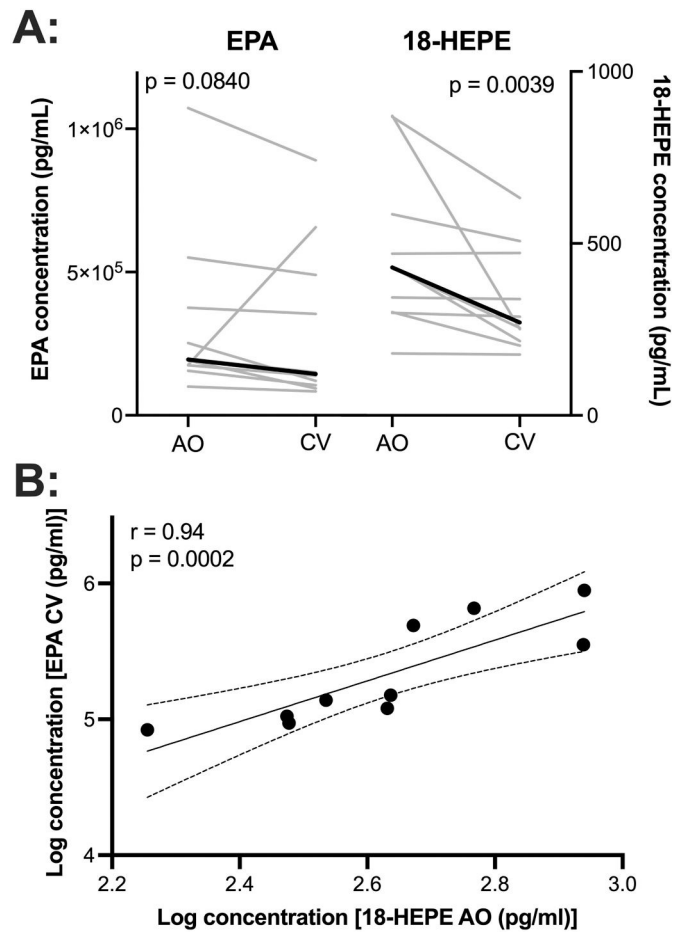 A:
EPA
18-HEPE
p = 0.0840
p = 0.0039
EPA concentration (pg/mL)
1×10⁶
5×10⁵
0
1000
500
0
18-HEPE concentration (pg/mL)
AO
CV
AO
CV
B:
r = 0.94
p = 0.0002
Log concentration [EPA CV (pg/ml)]
6
5
4
2.2
2.4
2.6
2.8
3.0
Log concentration [18-HEPE AO (pg/ml)]